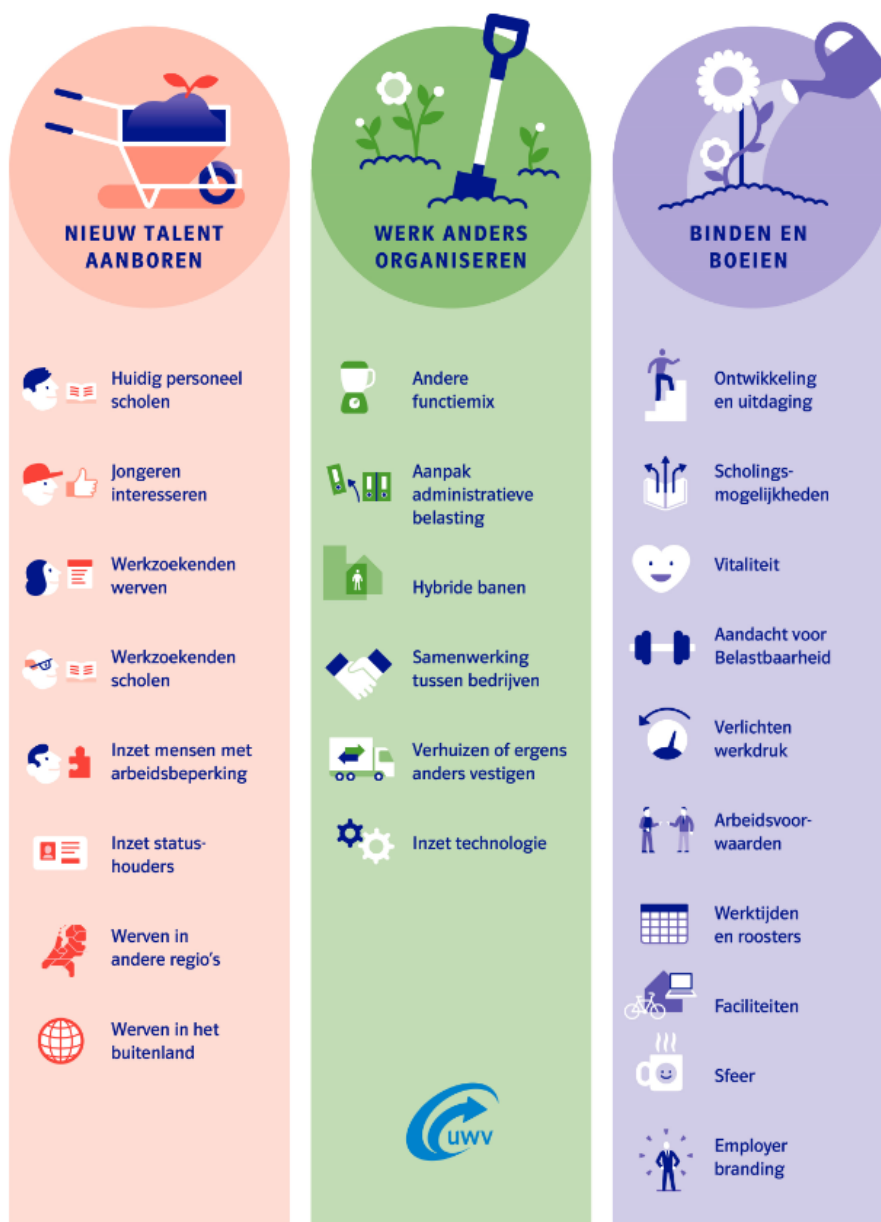 NIEUW TALENT
AANBOREN
Huidig personeel
scholen
Jongeren
interesseren
Werkzoekenden
werven
Werkzoekenden
scholen
Inzet mensen met
arbeidsbeperking
Inzet status-
houders
Werven in
andere regio's
Werven in het
buitenland
WERK ANDERS
ORGANISEREN
Andere
functiemix
Aanpak
administratieve
belasting
Hybride banen
Samenwerking
tussen bedrijven
Verhuizen of ergens
anders vestigen
Inzet technologie
uwv
BINDEN EN
BOEIEN
Ontwikkeling
en uitdaging
Scholings-
mogelijkheden
Vitaliteit
Aandacht voor
Belastbaarheid
Verlichten
werkdruk
Arbeidsvoor-
waarden
Werktijden
en roosters
Faciliteiten
Sfeer
Employer
branding